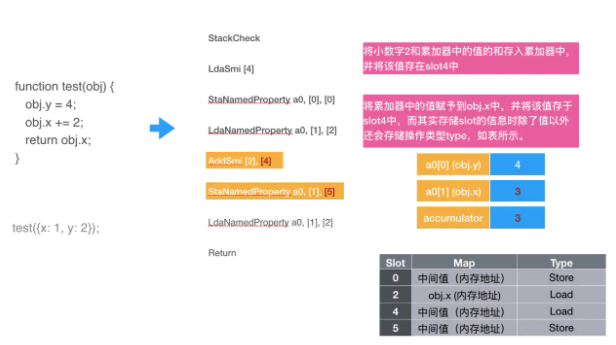 function test(obj) {
obj.y = 4;
obj.x += 2;
return obj.x;
}
test({x: 1, y: 2});
StackCheck
LdaSmi [4]
StaNamedProperty a0, [0], [0]
LdaNamedProperty a0, [1], [2]
AddSmi [2], [4]
StaNamedProperty a0, [1], [5]
LdaNamedProperty a0, [1], [2]
Return
将小数字2和累加器中的值的和存入累加器中，
并将该值存在slot4中
将累加器中的值赋予到obj.x中，并将该值存于
slot4中，而其实存储slot的信息时除了值以外
还会存储操作类型type，如表所示。
a0[0] (obj.y) 4
a0[1] (obj.x) 3
accumulator 3
Slot Map Type
0 中间值（内存地址） Store
2 obj.x (内存地址) Load
4 中间值（内存地址） Load
5 中间值（内存地址） Store